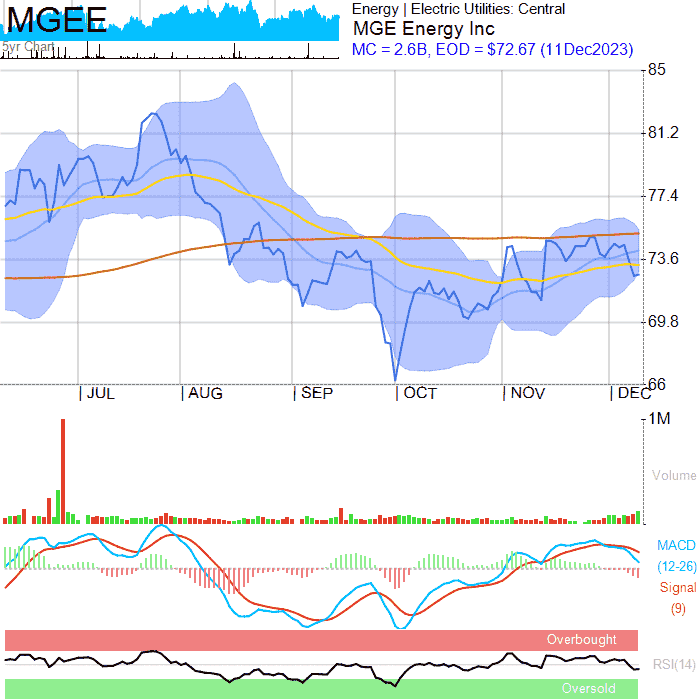 MGEE
5yr Chart
Energy | Electric Utilities: Central
MGE Energy Inc
MC = 2.6B, EOD = $72.67 (11Dec2023)
85
81.2
77.4
73.6
69.8
66
JUL
AUG
SEP
OCT
NOV
DEC
1M
Volume
MACD
(12-26)
Signal
(9)
Overbought
RSI(14)
Oversold